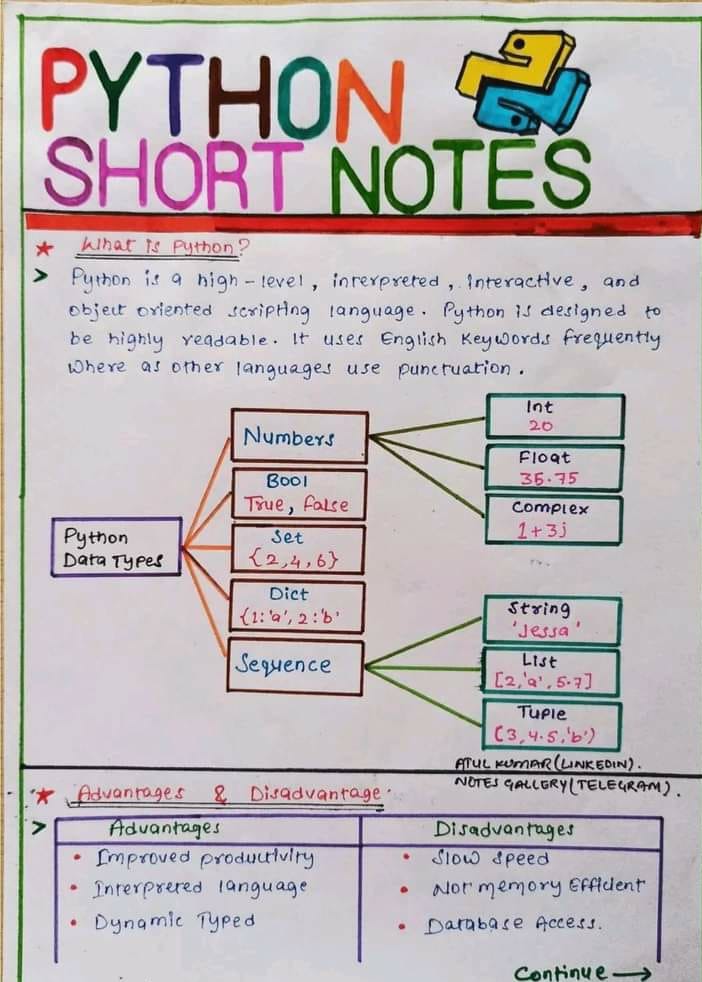 PYTHON
SHORT NOTES
★ What is Python?
> Python is a high-level, interpreted, interactive, and
object oriented scripting language. Python is designed to
be highly readable. It uses English Keywords frequently
Where as other languages use punctuation.
Python
Data Types
Numbers
Bool
True, False
Set
{2,4,6}
Dict
{1:'a', 2:'b'
Sequence
Int
20
Float
35.75
Complex
1+3j
String
'Jessa'
List
[2,'a',5.7]
Tuple
(3,4.5,'b')
ATUL KUMAR(LINKEDIN).
NOTES GALLERY(TELEGRAM).
★ Advantages & Disadvantage.
>
Advantages
• Improved productivity
• Interpreted language
• Dynamic Typed
Disadvantages
• Slow speed
• Not memory Efficient
• Database Access.
Continue →